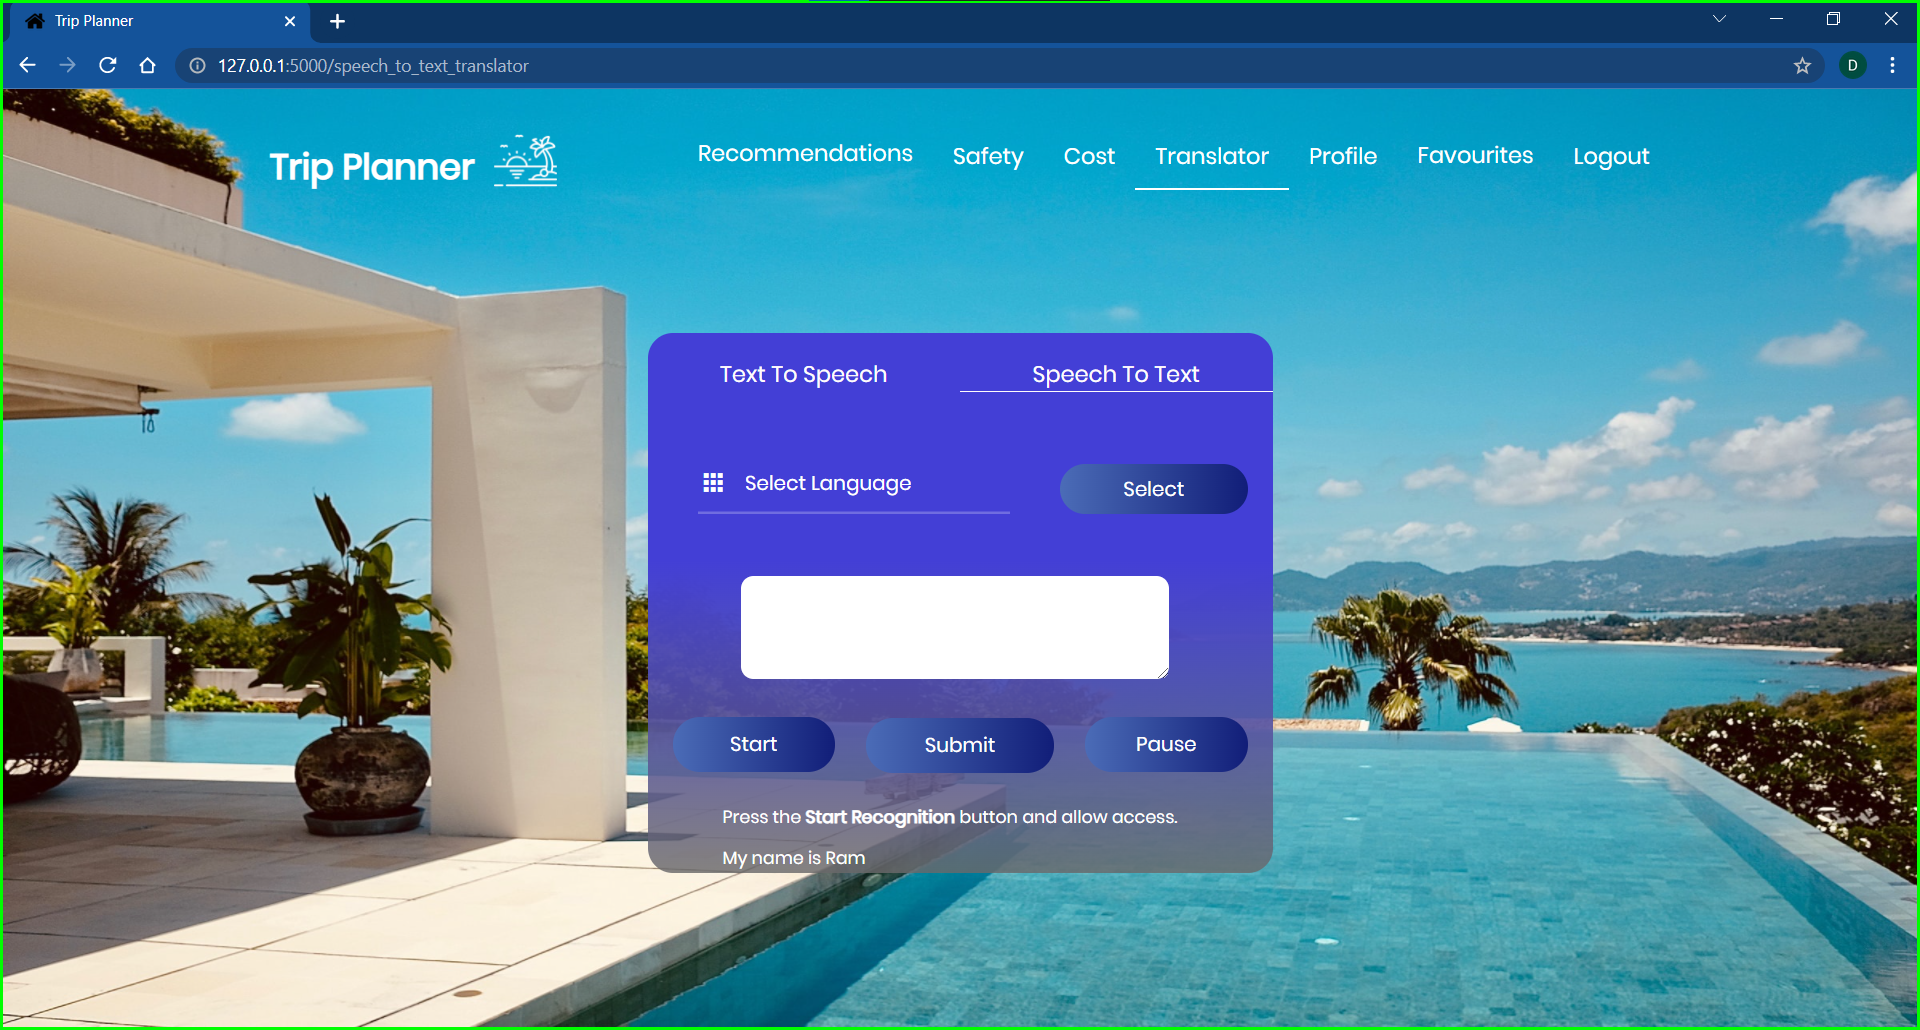 Trip Planner
127.0.0.1:5000/speech_to_text_translator
D
Trip Planner
Recommendations Safety Cost Translator Profile Favourites Logout
Text To Speech Speech To Text
Select Language Select
Start Submit Pause
Press the Start Recognition button and allow access.
My name is Ram